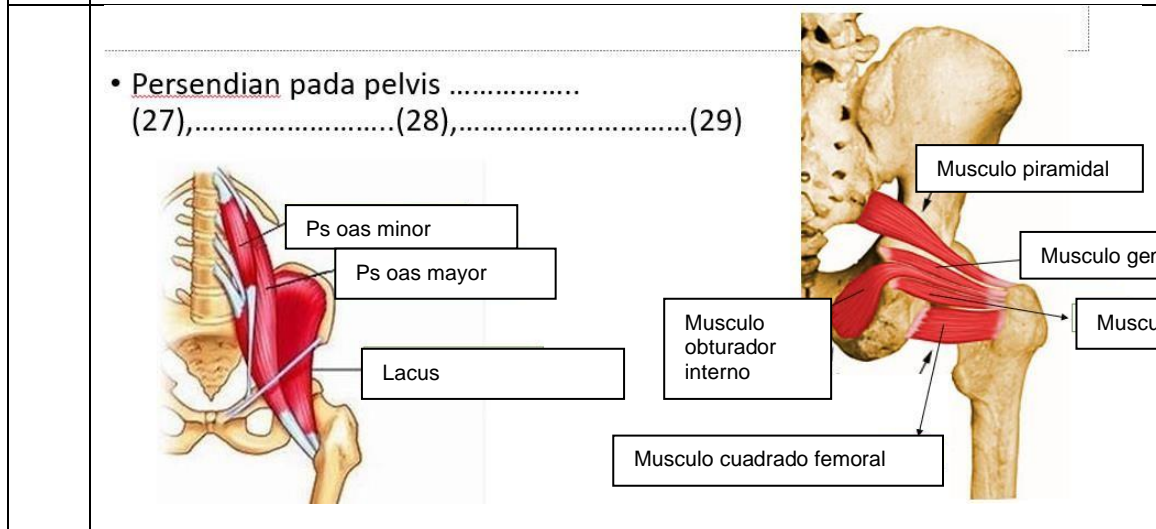 • Persendian pada pelvis ................
(27),..........................(28),..............................(29)
Ps oas minor
Ps oas mayor
Lacus
Musculo piramidal
Musculo
obturador
interno
Musculo cuadrado femoral